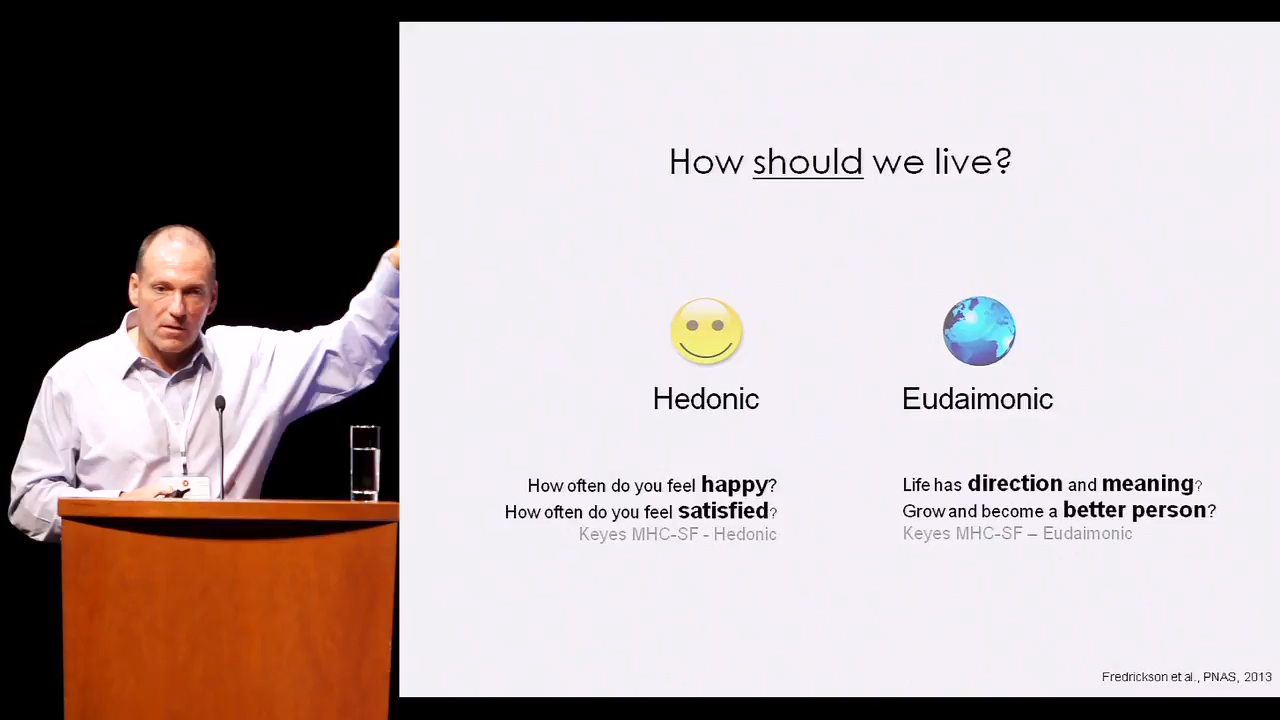 How should we live?
Hedonic
Eudaimonic
How often do you feel happy?
How often do you feel satisfied?
Keyes MHC-SF - Hedonic
Life has direction and meaning?
Grow and become a better person?
Keyes MHC-SF – Eudaimonic
Fredrickson et al., PNAS, 2013